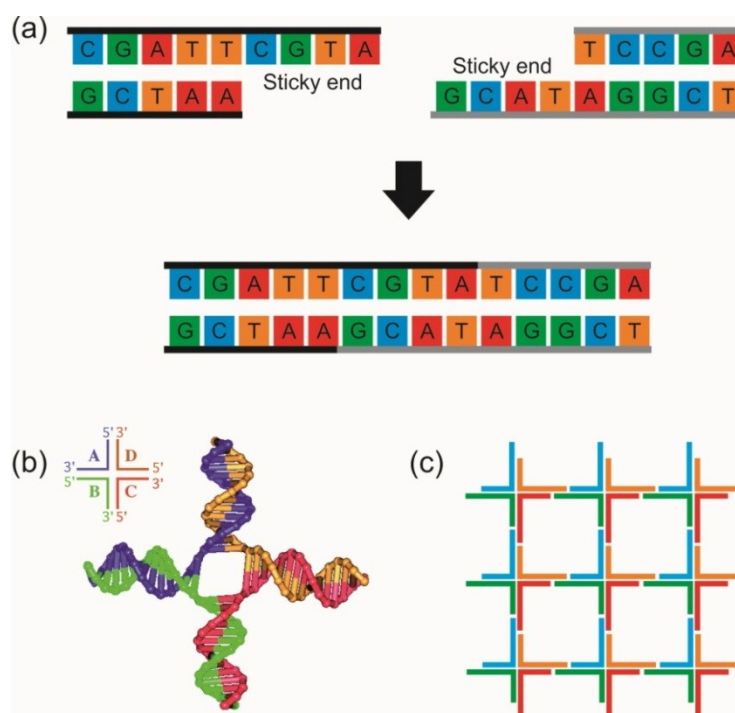 (a)
C G A T T C G T A
T C C G A
Sticky end
Sticky end
G C T A A
G C A T A G G C T
C G A T T C G T A T C C G A
G C T A A G C A T A G G C T
(b)
5' 3'
A D
3' 5'
5' 3'
B C
3' 5'
(c)